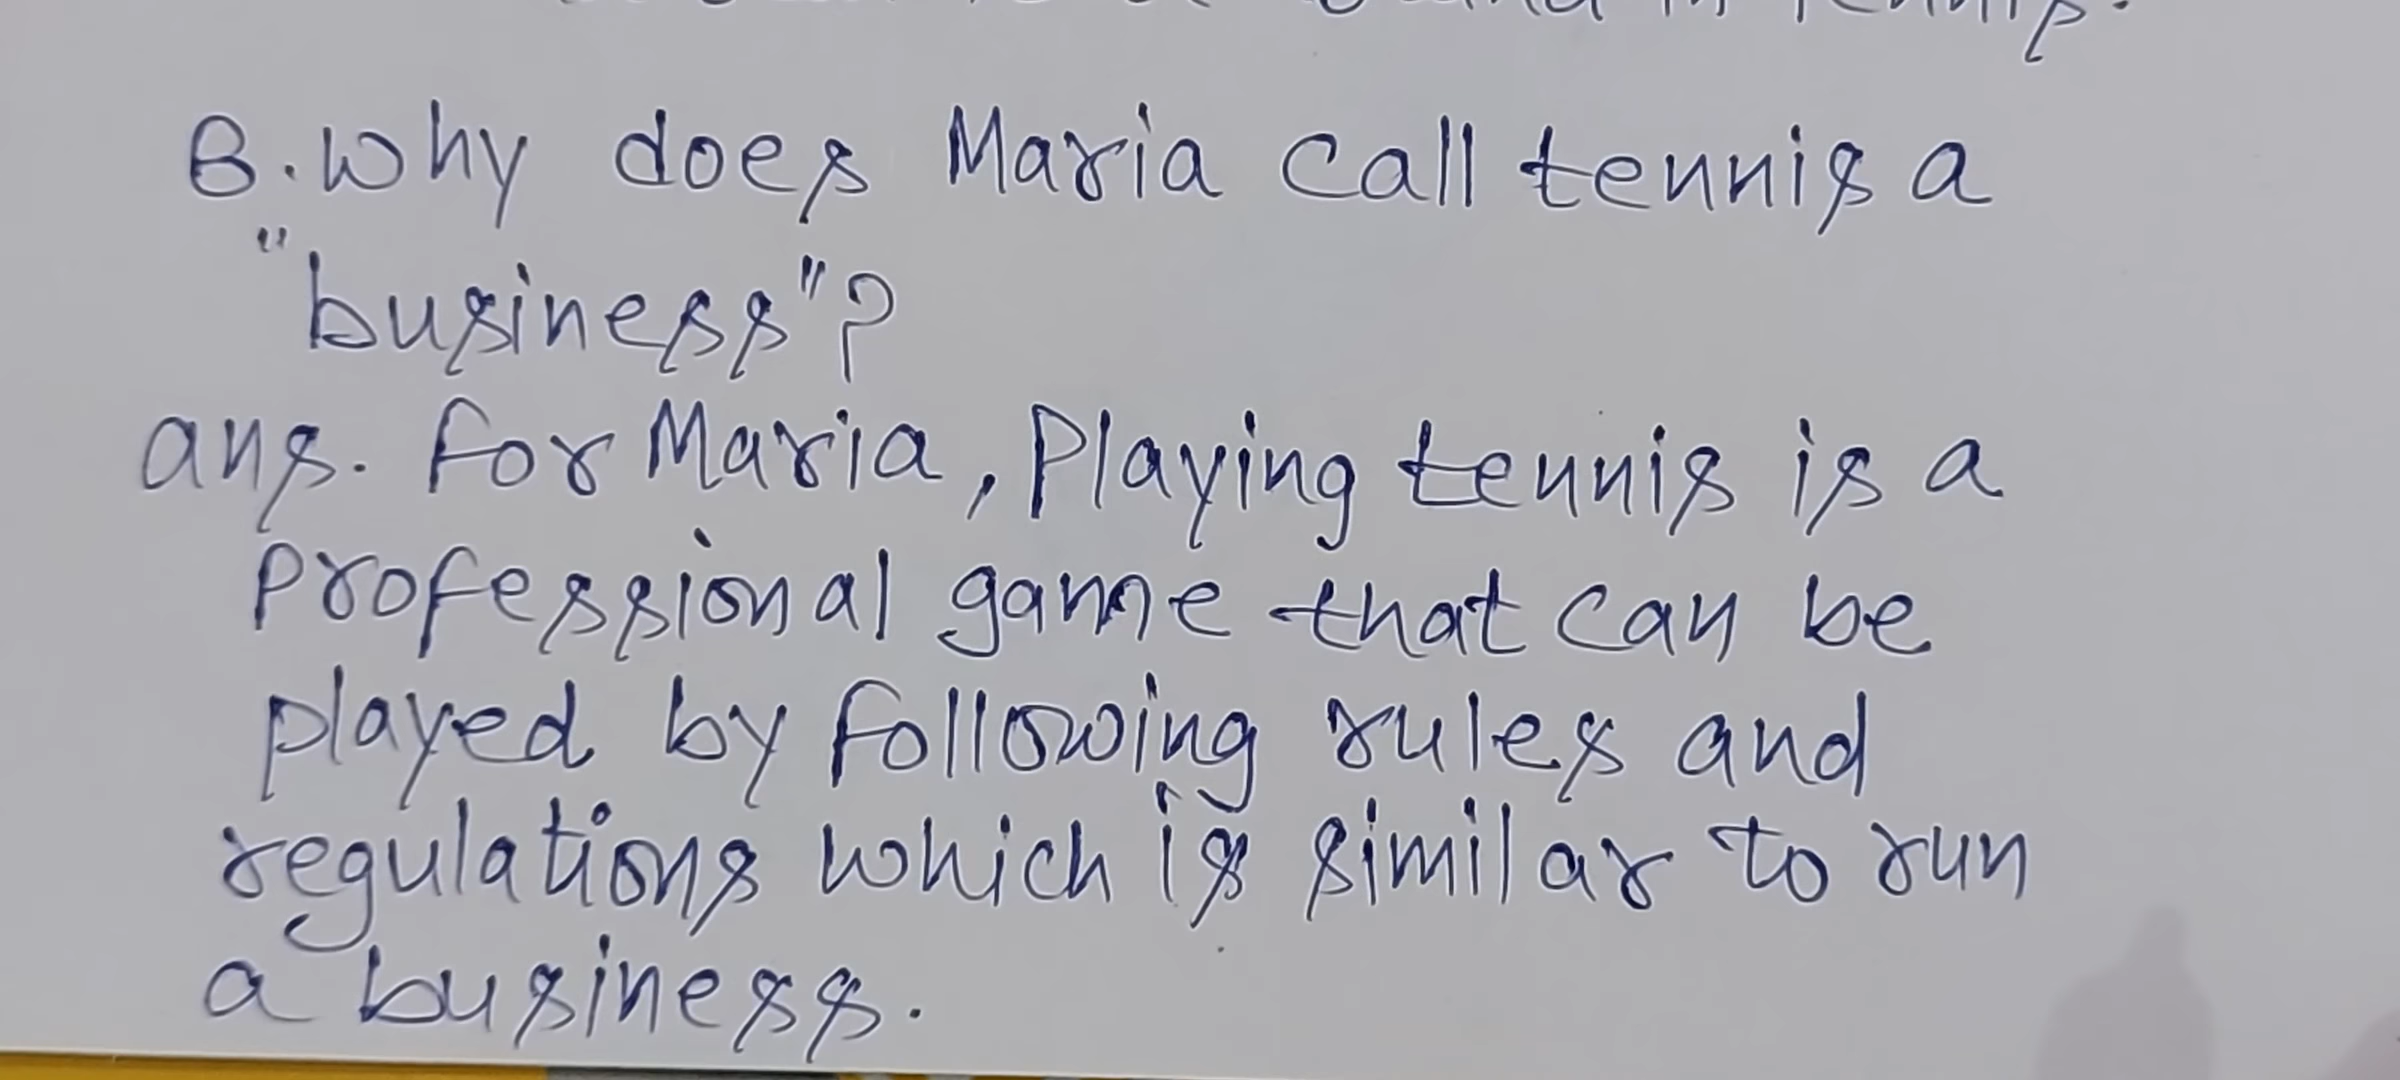 B. Why does Maria call tennis a
"business"?
ans. For Maria, Playing tennis is a
Professional game that can be
played by following rules and
regulations which is similar to run
a business.